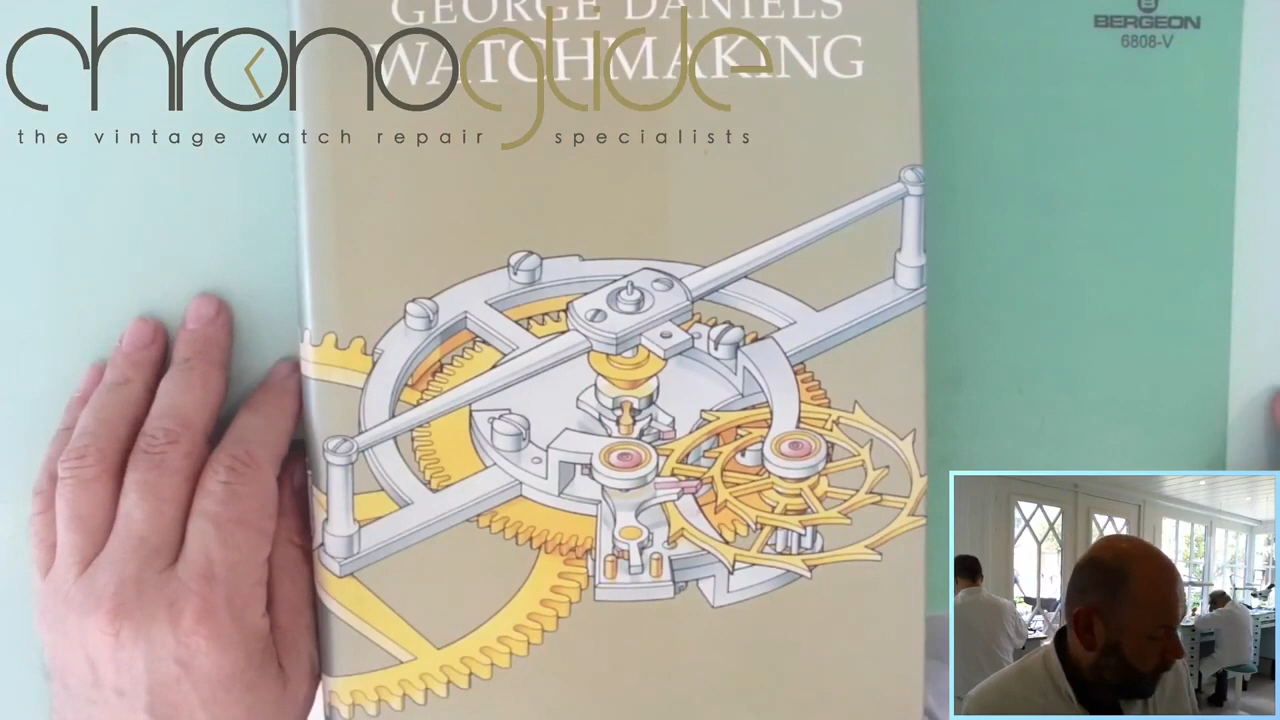 GEORGE DANIELS
WATCHMAKING
chronoglide
the vintage watch repair specialists
BERGEON
6808-V